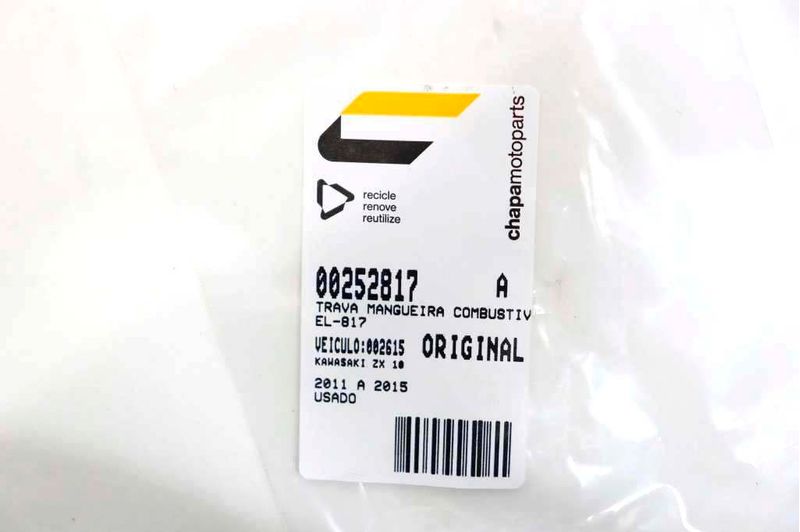 chapamotoparts
recicle
renove
reutilize
00252817 A
TRAVA MANGUEIRA COMBUSTIV
EL-817
VEICULO:002615 ORIGINAL
KAWASAKI ZX 10
2011 A 2015
USADO